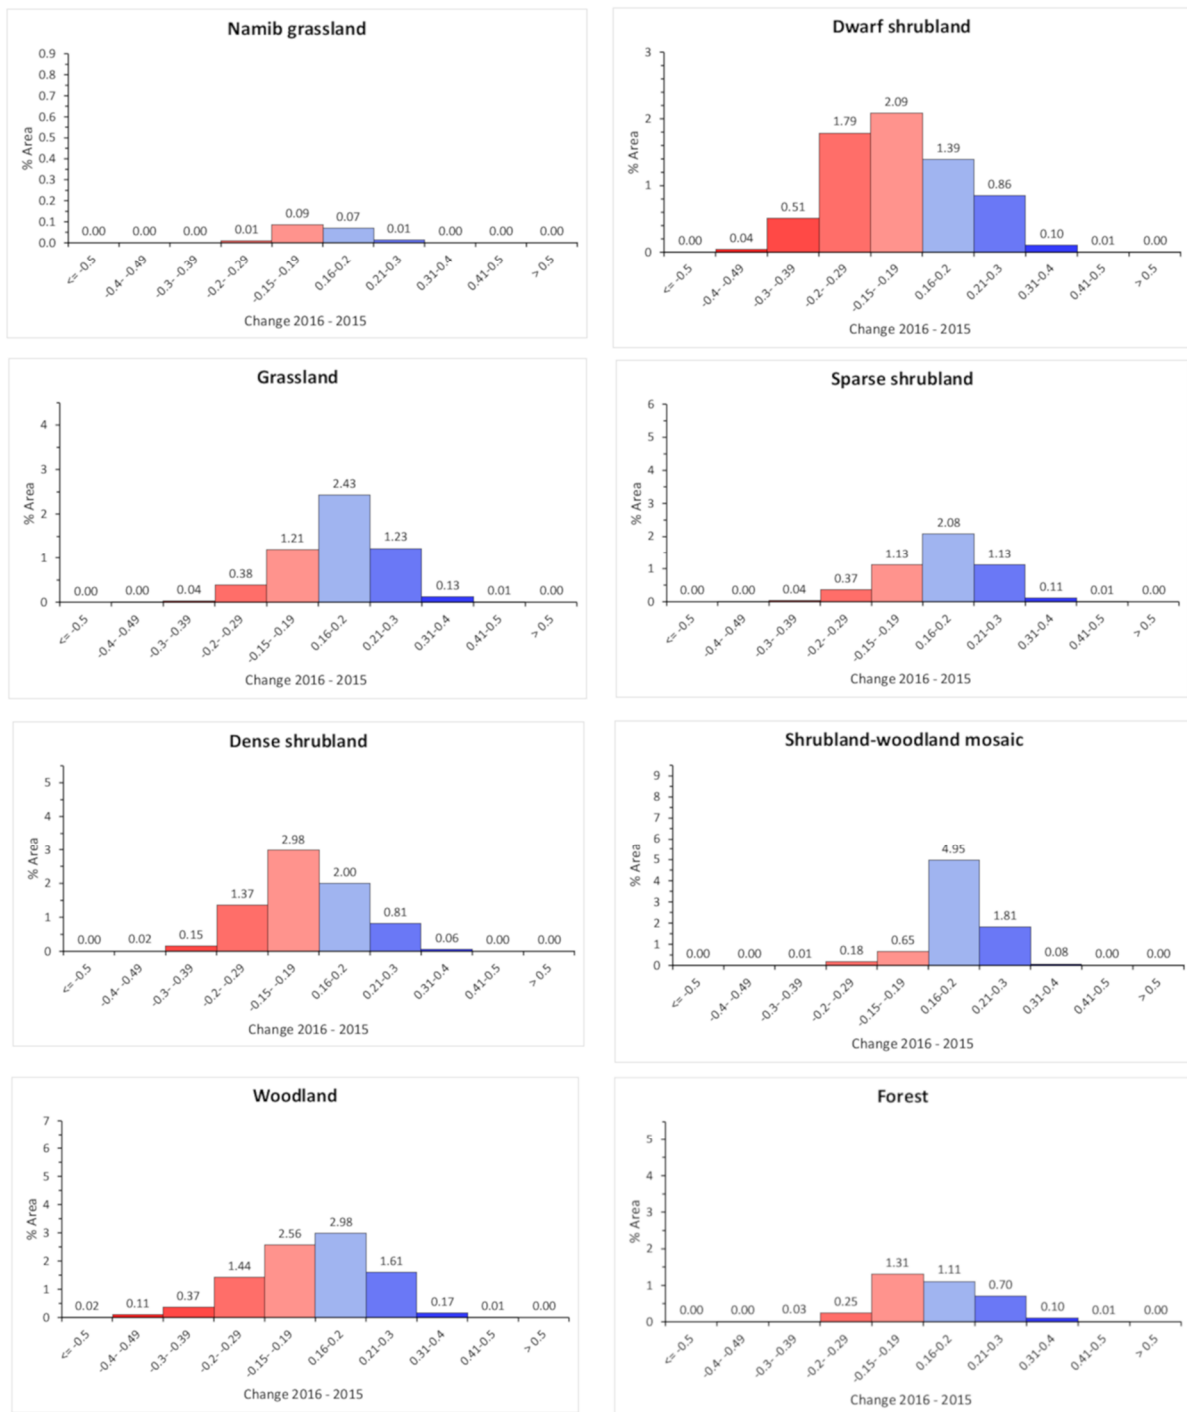 Namib grassland
% Area
0.9
0.8
0.7
0.6
0.5
0.4
0.3
0.2
0.1
0.0
0.00 0.00 0.00 0.01 0.09 0.07 0.01 0.00 0.00 0.00
<= -0.5 -0.4- -0.49 -0.3- -0.39 -0.2- -0.29 -0.15- -0.19 0.16-0.2 0.21-0.3 0.31-0.4 0.41-0.5 > 0.5
Change 2016 - 2015
Dwarf shrubland
% Area
3
2
1
0
0.00 0.04 0.51 1.79 2.09 1.39 0.86 0.10 0.01 0.00
<= -0.5 -0.4- -0.49 -0.3- -0.39 -0.2- -0.29 -0.15- -0.19 0.16-0.2 0.21-0.3 0.31-0.4 0.41-0.5 > 0.5
Change 2016 - 2015
Grassland
% Area
4
3
2
1
0
0.00 0.00 0.04 0.38 1.21 2.43 1.23 0.13 0.01 0.00
<= -0.5 -0.4- -0.49 -0.3- -0.39 -0.2- -0.29 -0.15- -0.19 0.16-0.2 0.21-0.3 0.31-0.4 0.41-0.5 > 0.5
Change 2016 - 2015
Sparse shrubland
% Area
6
5
4
3
2
1
0
0.00 0.00 0.04 0.37 1.13 2.08 1.13 0.11 0.01 0.00
<= -0.5 -0.4- -0.49 -0.3- -0.39 -0.2- -0.29 -0.15- -0.19 0.16-0.2 0.21-0.3 0.31-0.4 0.41-0.5 > 0.5
Change 2016 - 2015
Dense shrubland
% Area
5
4
3
2
1
0
0.00 0.02 0.15 1.37 2.98 2.00 0.81 0.06 0.00 0.00
<= -0.5 -0.4- -0.49 -0.3- -0.39 -0.2- -0.29 -0.15- -0.19 0.16-0.2 0.21-0.3 0.31-0.4 0.41-0.5 > 0.5
Change 2016 - 2015
Shrubland-woodland mosaic
% Area
9
8
7
6
5
4
3
2
1
0
0.00 0.00 0.01 0.18 0.65 4.95 1.81 0.08 0.00 0.00
<= -0.5 -0.4- -0.49 -0.3- -0.39 -0.2- -0.29 -0.15- -0.19 0.16-0.2 0.21-0.3 0.31-0.4 0.41-0.5 > 0.5
Change 2016 - 2015
Woodland
% Area
7
6
5
4
3
2
1
0
0.02 0.11 0.37 1.44 2.56 2.98 1.61 0.17 0.01 0.00
<= -0.5 -0.4- -0.49 -0.3- -0.39 -0.2- -0.29 -0.15- -0.19 0.16-0.2 0.21-0.3 0.31-0.4 0.41-0.5 > 0.5
Change 2016 - 2015
Forest
% Area
5
4
3
2
1
0
0.00 0.00 0.03 0.25 1.31 1.11 0.70 0.10 0.01 0.00
<= -0.5 -0.4- -0.49 -0.3- -0.39 -0.2- -0.29 -0.15- -0.19 0.16-0.2 0.21-0.3 0.31-0.4 0.41-0.5 > 0.5
Change 2016 - 2015